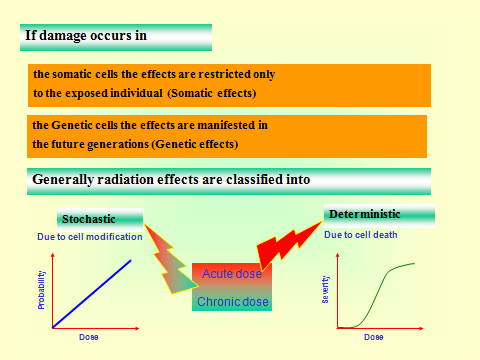 If damage occurs in
the somatic cells the effects are restricted only
to the exposed individual (Somatic effects)
the Genetic cells the effects are manifested in
the future generations (Genetic effects)
Generally radiation effects are classified into
Stochastic
Due to cell modification
Probability
Dose
Acute dose
Chronic dose
Deterministic
Due to cell death
Severity
Dose